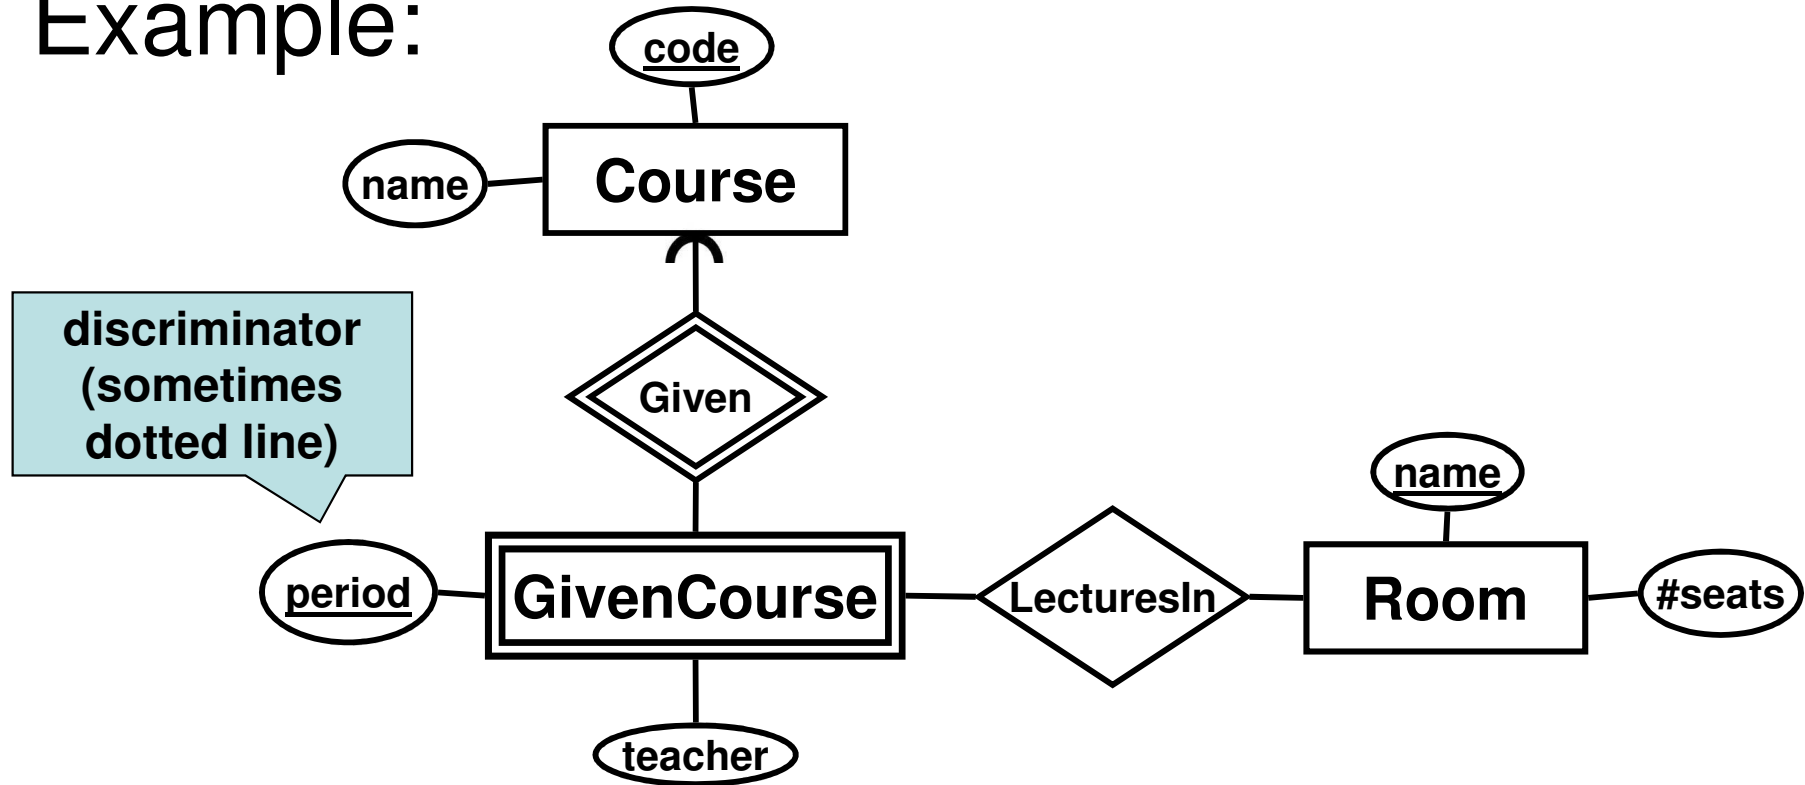 Example:
code
name
Course
discriminator
(sometimes
dotted line)
Given
name
period
GivenCourse
LecturesIn
Room
#seats
teacher